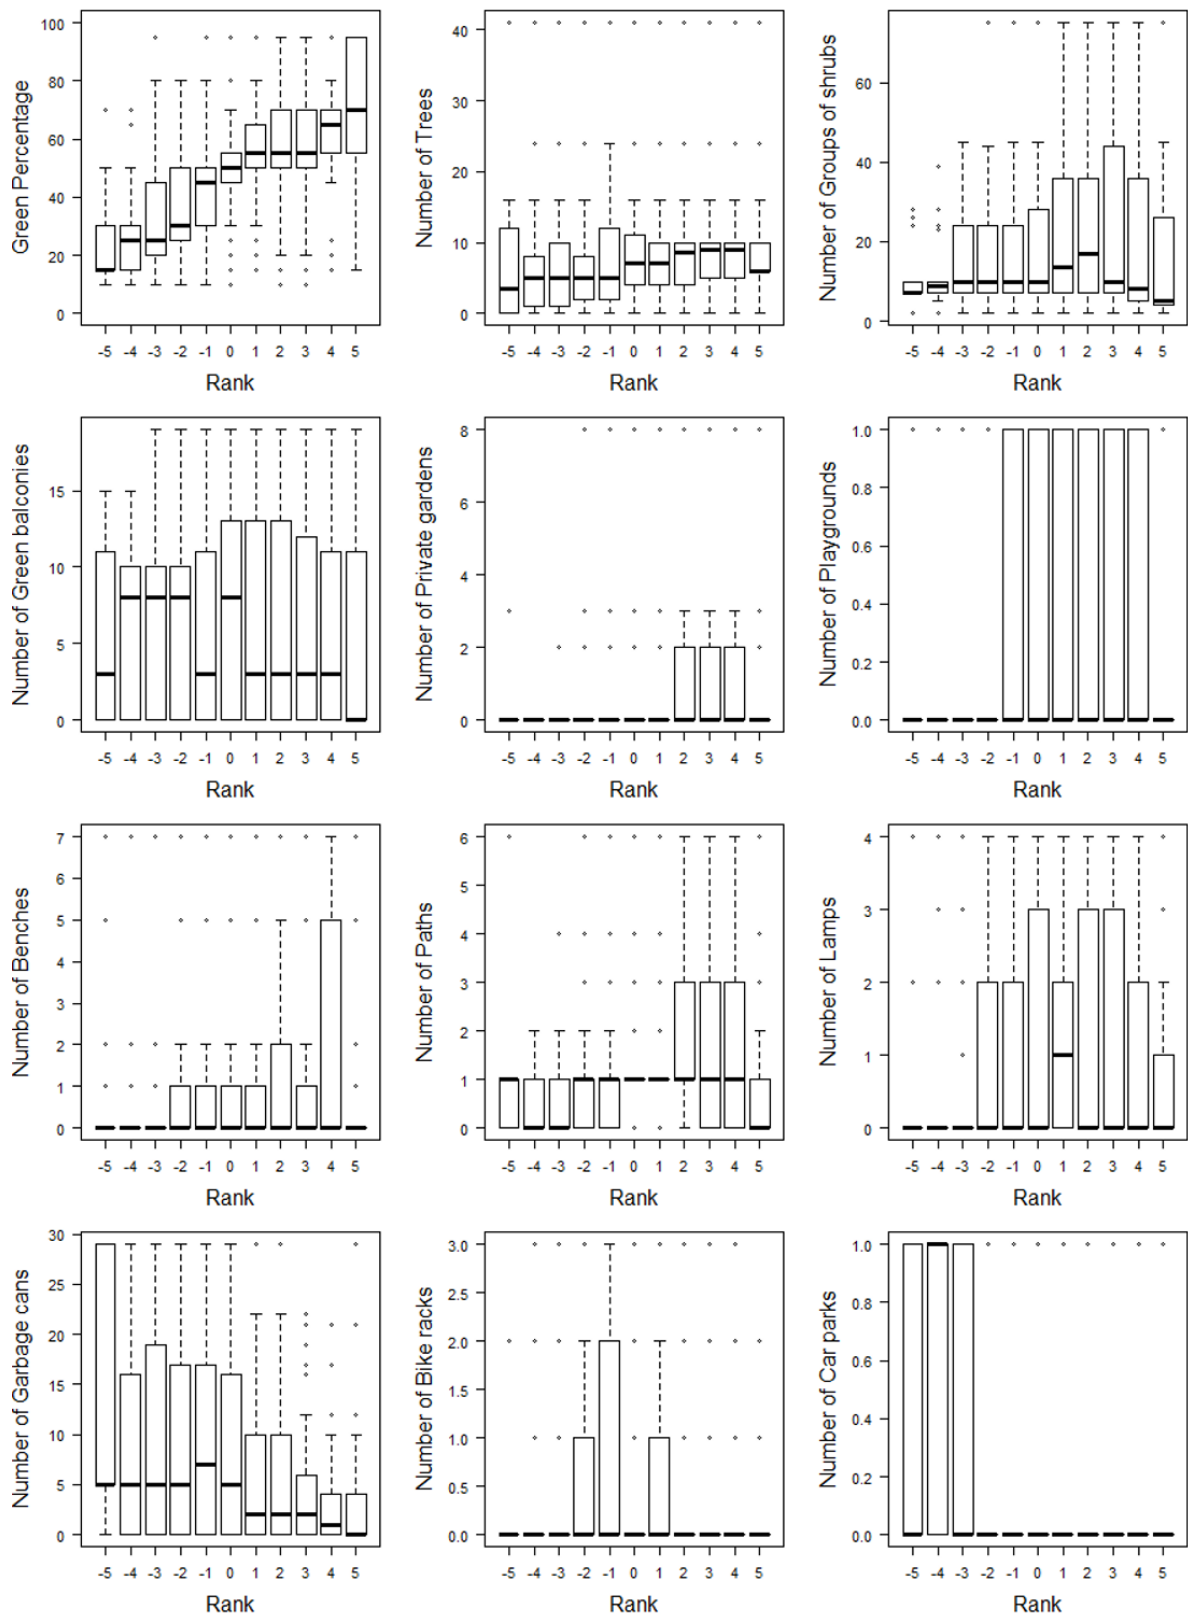 Green Percentage
100
80
60
40
20
0
-5 -4 -3 -2 -1 0 1 2 3 4 5
Rank
Number of Trees
40
30
20
10
0
-5 -4 -3 -2 -1 0 1 2 3 4 5
Rank
Number of Groups of shrubs
60
40
20
0
-5 -4 -3 -2 -1 0 1 2 3 4 5
Rank
Number of Green balconies
15
10
5
0
-5 -4 -3 -2 -1 0 1 2 3 4 5
Rank
Number of Private gardens
8
6
4
2
0
-5 -4 -3 -2 -1 0 1 2 3 4 5
Rank
Number of Playgrounds
1.0
0.8
0.6
0.4
0.2
0.0
-5 -4 -3 -2 -1 0 1 2 3 4 5
Rank
Number of Benches
7
6
5
4
3
2
1
0
-5 -4 -3 -2 -1 0 1 2 3 4 5
Rank
Number of Paths
6
5
4
3
2
1
0
-5 -4 -3 -2 -1 0 1 2 3 4 5
Rank
Number of Lamps
4
3
2
1
0
-5 -4 -3 -2 -1 0 1 2 3 4 5
Rank
Number of Garbage cans
30
25
20
15
10
5
0
-5 -4 -3 -2 -1 0 1 2 3 4 5
Rank
Number of Bike racks
3.0
2.5
2.0
1.5
1.0
0.5
0.0
-5 -4 -3 -2 -1 0 1 2 3 4 5
Rank
Number of Car parks
1.0
0.8
0.6
0.4
0.2
0.0
-5 -4 -3 -2 -1 0 1 2 3 4 5
Rank